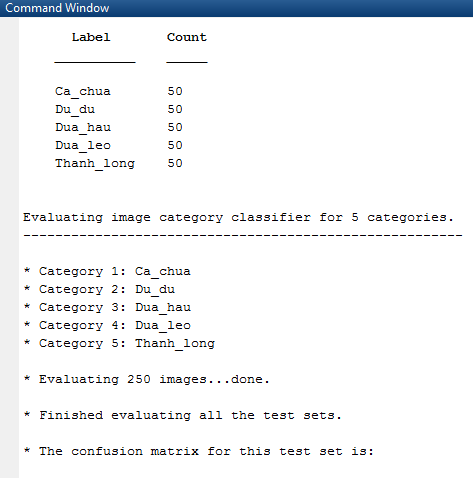 Command Window
Label Count
__________ _____
Ca_chua 50
Du_du 50
Dua_hau 50
Dua_leo 50
Thanh_long 50
Evaluating image category classifier for 5 categories.
-------------------------------------------------------
* Category 1: Ca_chua
* Category 2: Du_du
* Category 3: Dua_hau
* Category 4: Dua_leo
* Category 5: Thanh_long
* Evaluating 250 images...done.
* Finished evaluating all the test sets.
* The confusion matrix for this test set is: